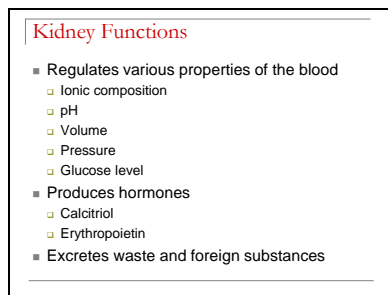 Kidney Functions
Regulates various properties of the blood
Ionic composition
pH
Volume
Pressure
Glucose level
Produces hormones
Calcitriol
Erythropoietin
Excretes waste and foreign substances